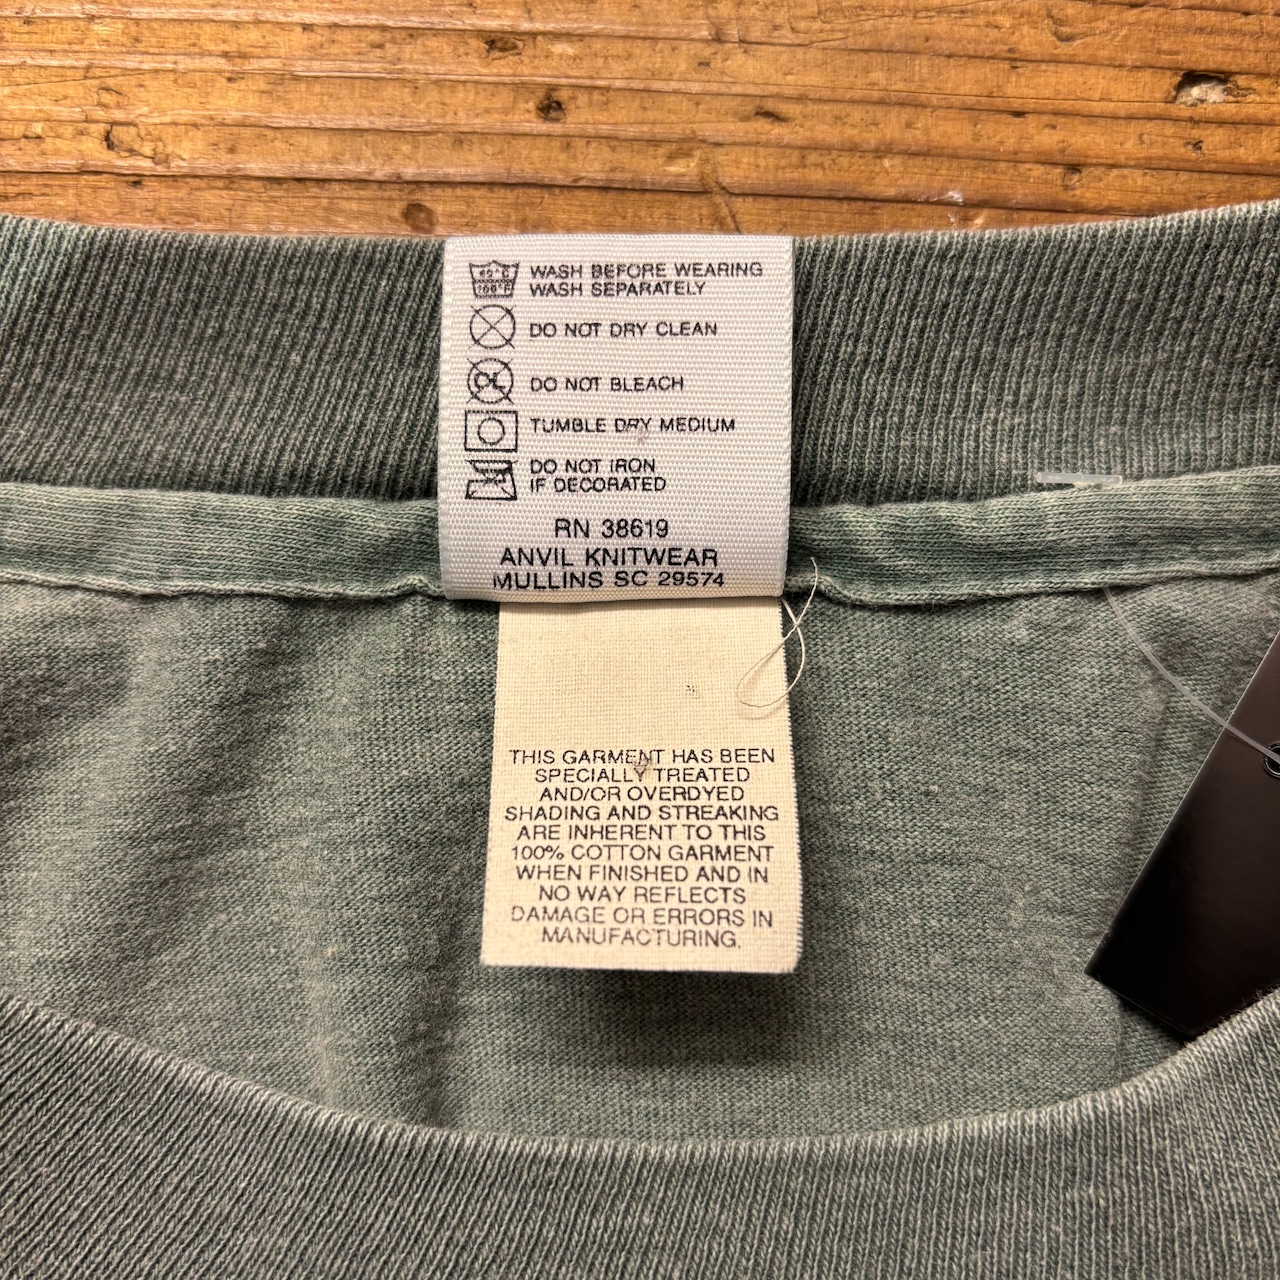 40°C
100°F
WASH BEFORE WEARING
WASH SEPARATELY
DO NOT DRY CLEAN
DO NOT BLEACH
TUMBLE DRY MEDIUM
DO NOT IRON
IF DECORATED
RN 38619
ANVIL KNITWEAR
MULLINS SC 29574
THIS GARMENT HAS BEEN
SPECIALLY TREATED
AND/OR OVERDYED
SHADING AND STREAKING
ARE INHERENT TO THIS
100% COTTON GARMENT
WHEN FINISHED AND IN
NO WAY REFLECTS
DAMAGE OR ERRORS IN
MANUFACTURING.